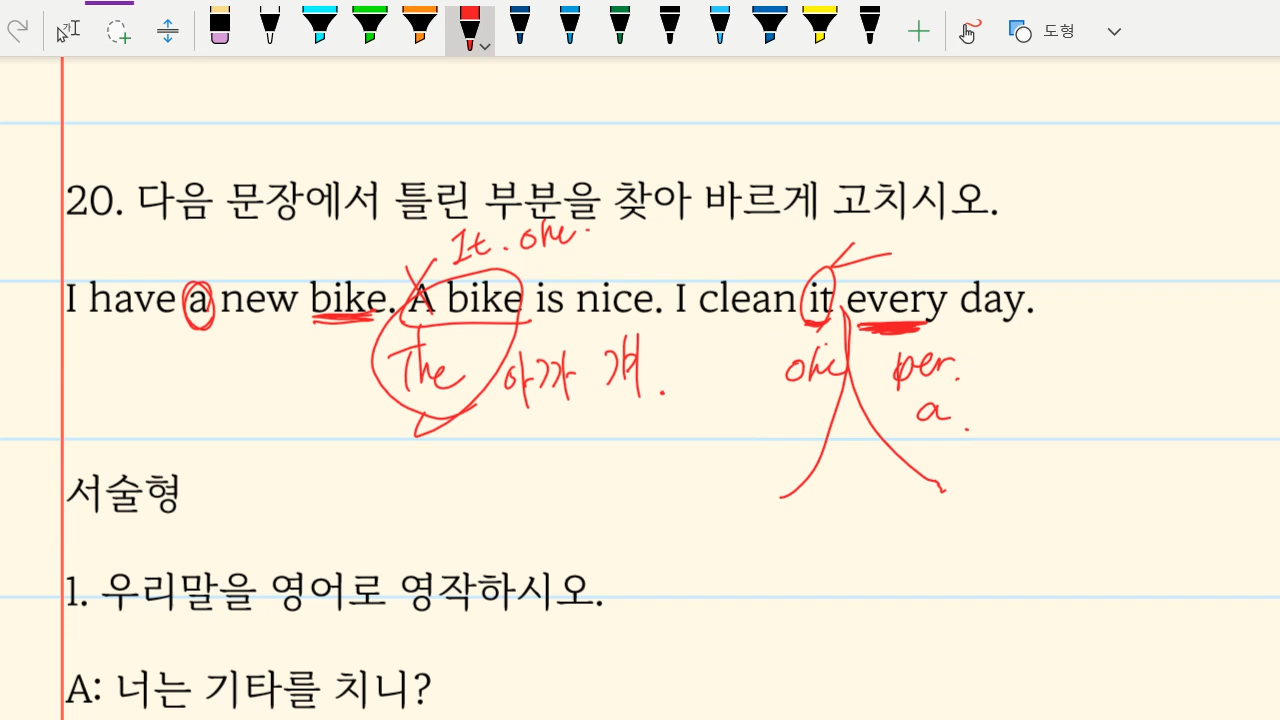 도형
20. 다음 문장에서 틀린 부분을 찾아 바르게 고치시오.
It. one.
I have a new bike. A bike is nice. I clean it every day.
The 아까 걔. one per.
a.
서술형
1. 우리말을 영어로 영작하시오.
A: 너는 기타를 치니?